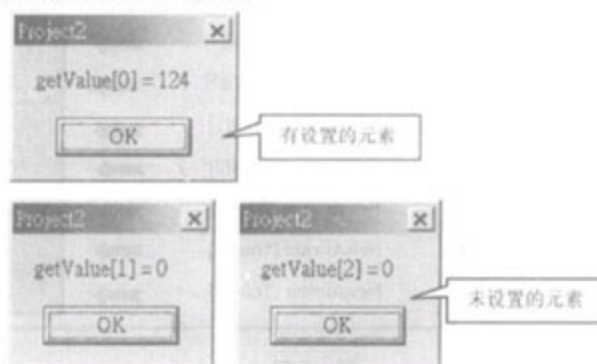 Project2
getValue[0] = 124
OK
有设置的元素
Project2
getValue[1] = 0
OK
Project2
getValue[2] = 0
OK
未设置的元素